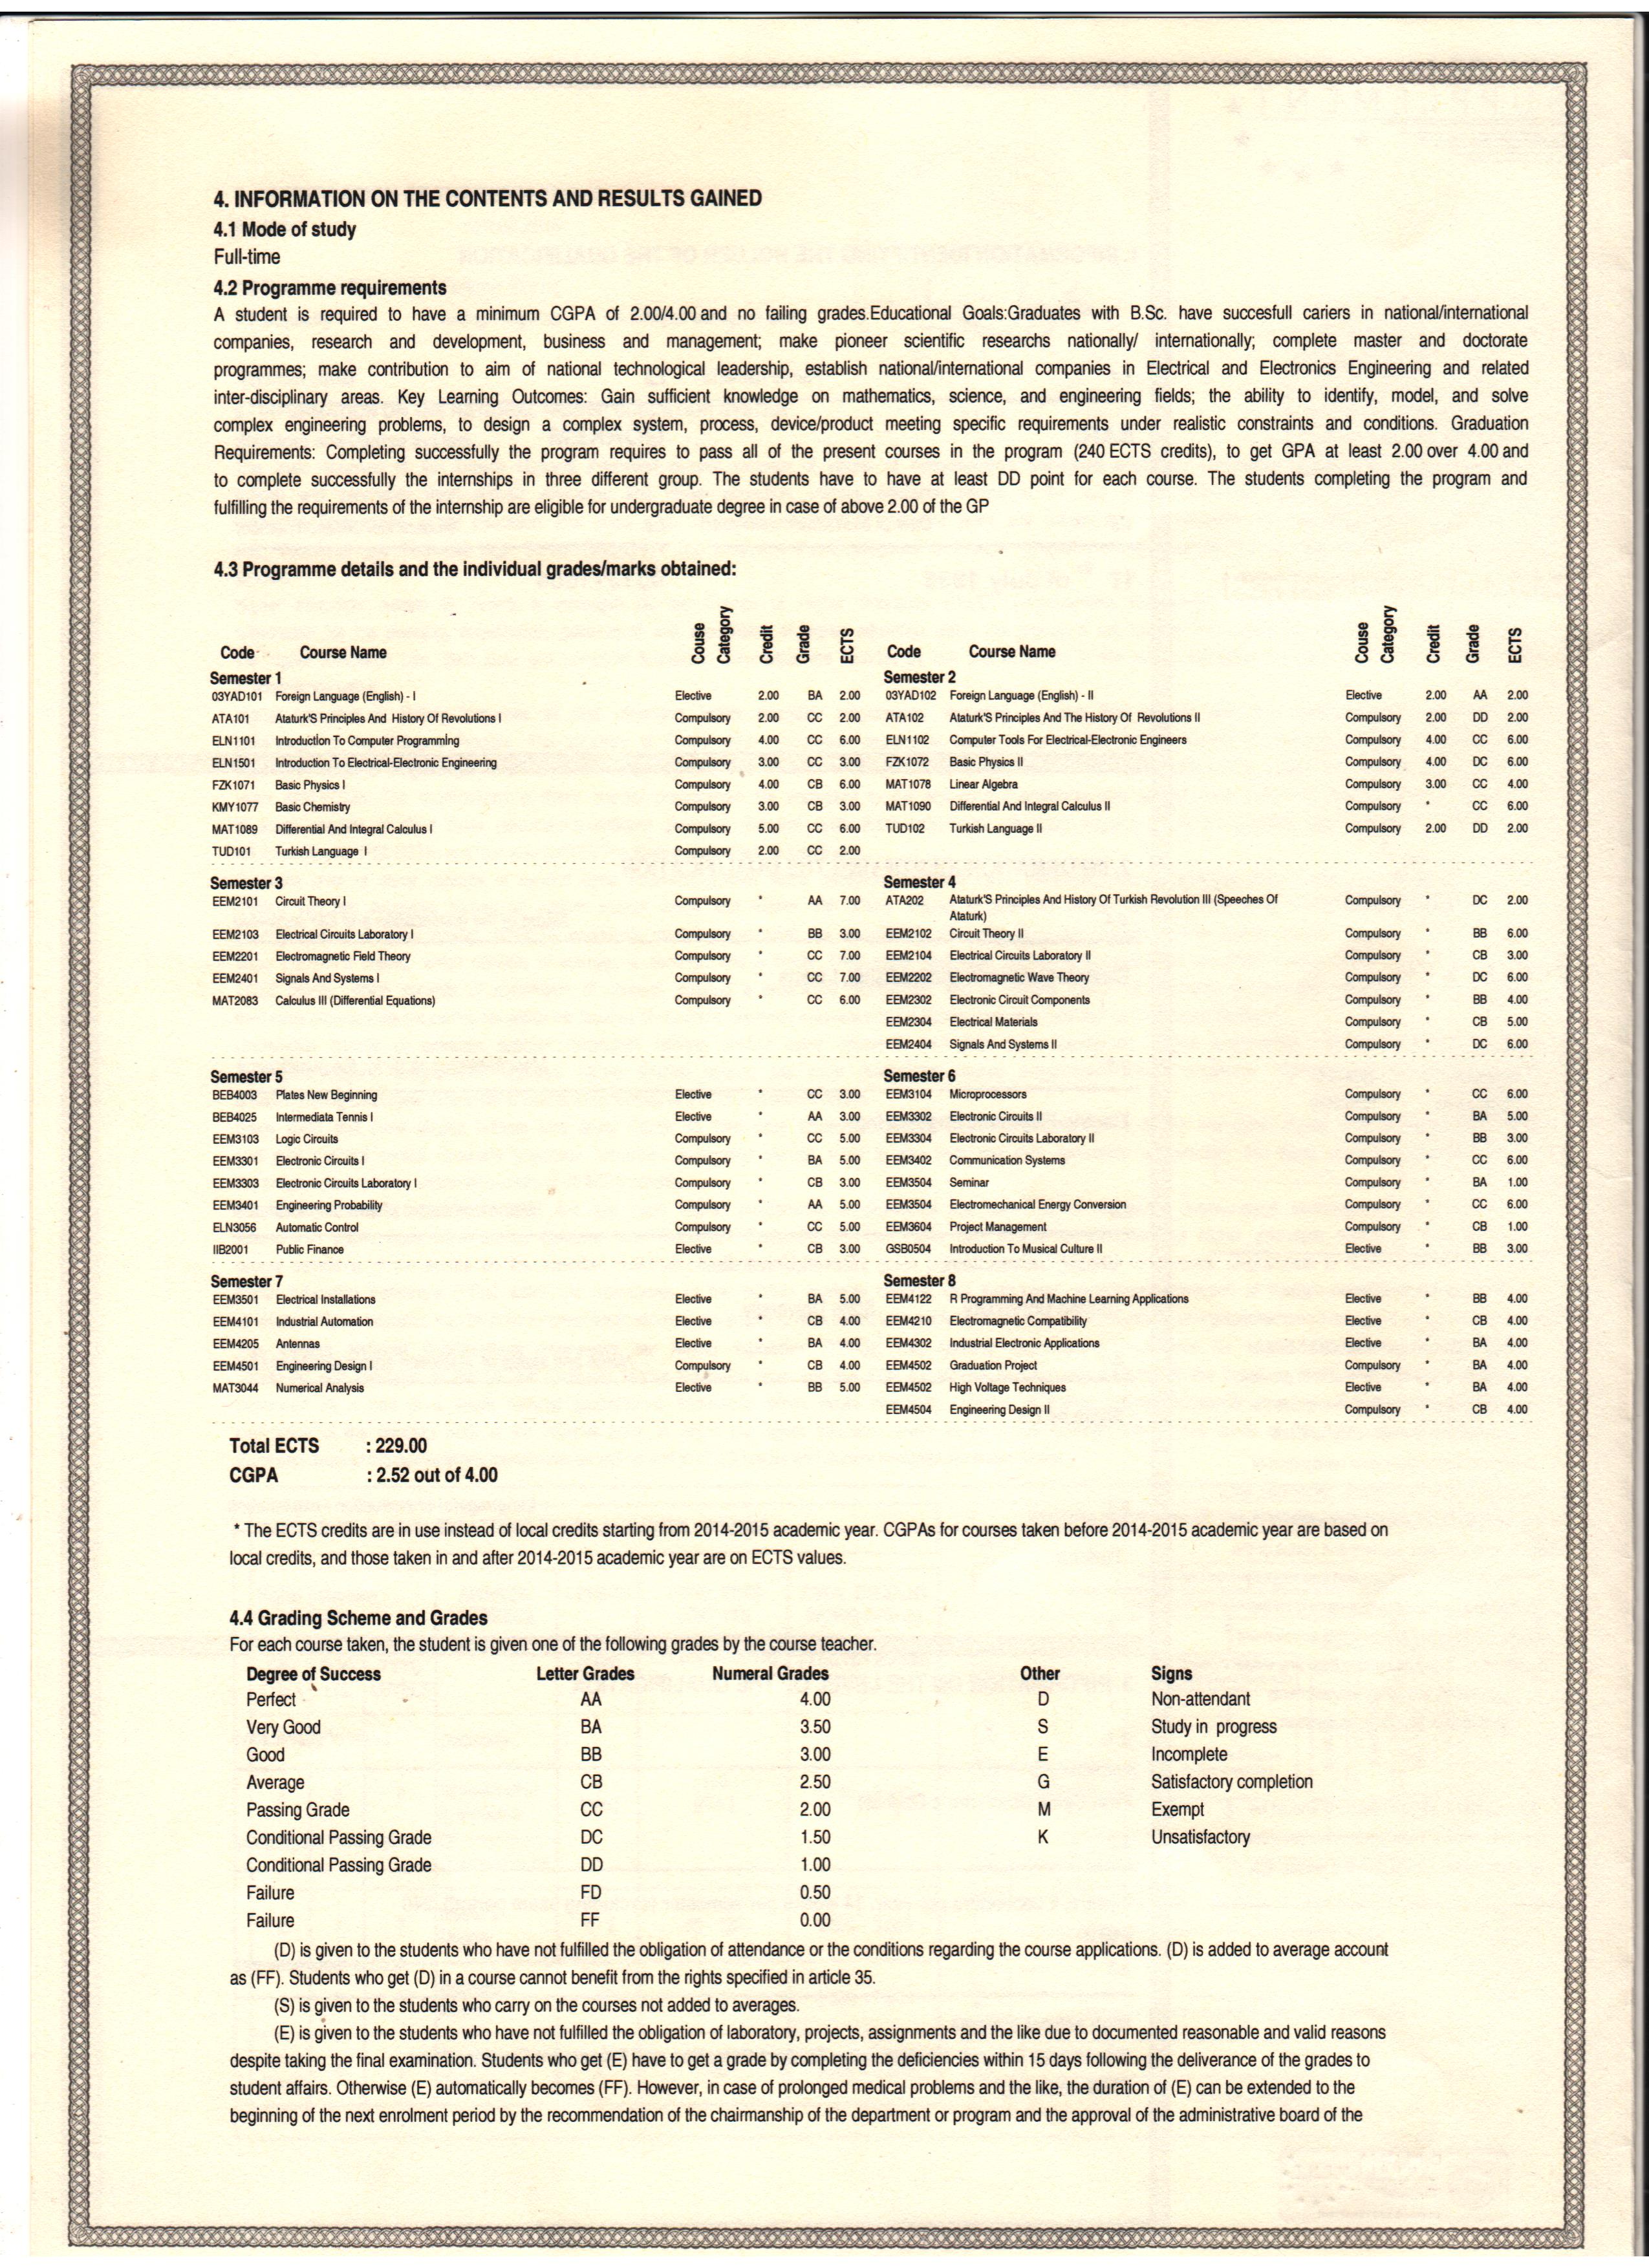 4. INFORMATION ON THE CONTENTS AND RESULTS GAINED
4.1 Mode of study
Full-time
4.2 Programme requirements
A student is required to have a minimum CGPA of 2.00/4.00 and no failing grades.Educational Goals:Graduates with B.Sc. have succesfull cariers in national/international
companies, research and development, business and management; make pioneer scientific researchs nationally/ internationally; complete master and doctorate
programmes; make contribution to aim of national technological leadership, establish national/international companies in Electrical and Electronics Engineering and related
inter-disciplinary areas. Key Learning Outcomes: Gain sufficient knowledge on mathematics, science, and engineering fields; the ability to identify, model, and solve
complex engineering problems, to design a complex system, process, device/product meeting specific requirements under realistic constraints and conditions. Graduation
Requirements: Completing successfully the program requires to pass all of the present courses in the program (240 ECTS credits), to get GPA at least 2.00 over 4.00 and
to complete successfully the internships in three different group. The students have to have at least DD point for each course. The students completing the program and
fulfilling the requirements of the internship are eligible for undergraduate degree in case of above 2.00 of the GP
4.3 Programme details and the individual grades/marks obtained:
Code Course Name Couse Category Credit Grade ECTS Code Course Name Couse Category Credit Grade ECTS
Semester 1 Semester 2
03YAD101 Foreign Language (English) - I Elective 2.00 BA 2.00 03YAD102 Foreign Language (English) - II Elective 2.00 AA 2.00
ATA101 Ataturk'S Principles And History Of Revolutions I Compulsory 2.00 CC 2.00 ATA102 Ataturk'S Principles And The History Of Revolutions II Compulsory 2.00 DD 2.00
ELN1101 Introduction To Computer Programming Compulsory 4.00 CC 6.00 ELN1102 Computer Tools For Electrical-Electronic Engineers Compulsory 4.00 CC 6.00
ELN1501 Introduction To Electrical-Electronic Engineering Compulsory 3.00 CC 3.00 FZK1072 Basic Physics II Compulsory 4.00 DC 6.00
FZK1071 Basic Physics I Compulsory 4.00 CB 6.00 MAT1078 Linear Algebra Compulsory 3.00 CC 4.00
KMY1077 Basic Chemistry Compulsory 3.00 CB 3.00 MAT1090 Differential And Integral Calculus II Compulsory * CC 6.00
MAT1089 Differential And Integral Calculus I Compulsory 5.00 CC 6.00 TUD102 Turkish Language II Compulsory 2.00 DD 2.00
TUD101 Turkish Language I Compulsory 2.00 CC 2.00
Semester 3 Semester 4
EEM2101 Circuit Theory I Compulsory * AA 7.00 ATA202 Ataturk'S Principles And History Of Turkish Revolution III (Speeches Of Compulsory * DC 2.00
Ataturk)
EEM2103 Electrical Circuits Laboratory I Compulsory * BB 3.00 EEM2102 Circuit Theory II Compulsory * BB 6.00
EEM2201 Electromagnetic Field Theory Compulsory * CC 7.00 EEM2104 Electrical Circuits Laboratory II Compulsory * CB 3.00
EEM2401 Signals And Systems I Compulsory * CC 7.00 EEM2202 Electromagnetic Wave Theory Compulsory * DC 6.00
MAT2083 Calculus III (Differential Equations) Compulsory * CC 6.00 EEM2302 Electronic Circuit Components Compulsory * BB 4.00
EEM2304 Electrical Materials Compulsory * CB 5.00
EEM2404 Signals And Systems II Compulsory * DC 6.00
Semester 5 Semester 6
BEB4003 Plates New Beginning Elective * CC 3.00 EEM3104 Microprocessors Compulsory * CC 6.00
BEB4025 Intermediata Tennis I Elective * AA 3.00 EEM3302 Electronic Circuits II Compulsory * BA 5.00
EEM3103 Logic Circuits Compulsory * CC 5.00 EEM3304 Electronic Circuits Laboratory II Compulsory * BB 3.00
EEM3301 Electronic Circuits I Compulsory * BA 5.00 EEM3402 Communication Systems Compulsory * CC 6.00
EEM3303 Electronic Circuits Laboratory I Compulsory * CB 3.00 EEM3504 Seminar Compulsory * BA 1.00
EEM3401 Engineering Probability Compulsory * AA 5.00 EEM3504 Electromechanical Energy Conversion Compulsory * CC 6.00
ELN3056 Automatic Control Compulsory * CC 5.00 EEM3604 Project Management Compulsory * CB 1.00
IIB2001 Public Finance Elective * CB 3.00 GSB0504 Introduction To Musical Culture II Elective * BB 3.00
Semester 7 Semester 8
EEM3501 Electrical Installations Elective * BA 5.00 EEM4122 R Programming And Machine Learning Applications Elective * BB 4.00
EEM4101 Industrial Automation Elective * CB 4.00 EEM4210 Electromagnetic Compatibility Elective * CB 4.00
EEM4205 Antennas Elective * BA 4.00 EEM4302 Industrial Electronic Applications Elective * BA 4.00
EEM4501 Engineering Design I Compulsory * CB 4.00 EEM4502 Graduation Project Compulsory * BA 4.00
MAT3044 Numerical Analysis Elective * BB 5.00 EEM4502 High Voltage Techniques Elective * BA 4.00
EEM4504 Engineering Design II Compulsory * CB 4.00
Total ECTS : 229.00
CGPA : 2.52 out of 4.00
* The ECTS credits are in use instead of local credits starting from 2014-2015 academic year. CGPAs for courses taken before 2014-2015 academic year are based on
local credits, and those taken in and after 2014-2015 academic year are on ECTS values.
4.4 Grading Scheme and Grades
For each course taken, the student is given one of the following grades by the course teacher.
Degree of Success Letter Grades Numeral Grades Other Signs
Perfect AA 4.00 D Non-attendant
Very Good BA 3.50 S Study in progress
Good BB 3.00 E Incomplete
Average CB 2.50 G Satisfactory completion
Passing Grade CC 2.00 M Exempt
Conditional Passing Grade DC 1.50 K Unsatisfactory
Conditional Passing Grade DD 1.00
Failure FD 0.50
Failure FF 0.00
(D) is given to the students who have not fulfilled the obligation of attendance or the conditions regarding the course applications. (D) is added to average account
as (FF). Students who get (D) in a course cannot benefit from the rights specified in article 35.
(S) is given to the students who carry on the courses not added to averages.
(E) is given to the students who have not fulfilled the obligation of laboratory, projects, assignments and the like due to documented reasonable and valid reasons
despite taking the final examination. Students who get (E) have to get a grade by completing the deficiencies within 15 days following the deliverance of the grades to
student affairs. Otherwise (E) automatically becomes (FF). However, in case of prolonged medical problems and the like, the duration of (E) can be extended to the
beginning of the next enrolment period by the recommendation of the chairmanship of the department or program and the approval of the administrative board of the